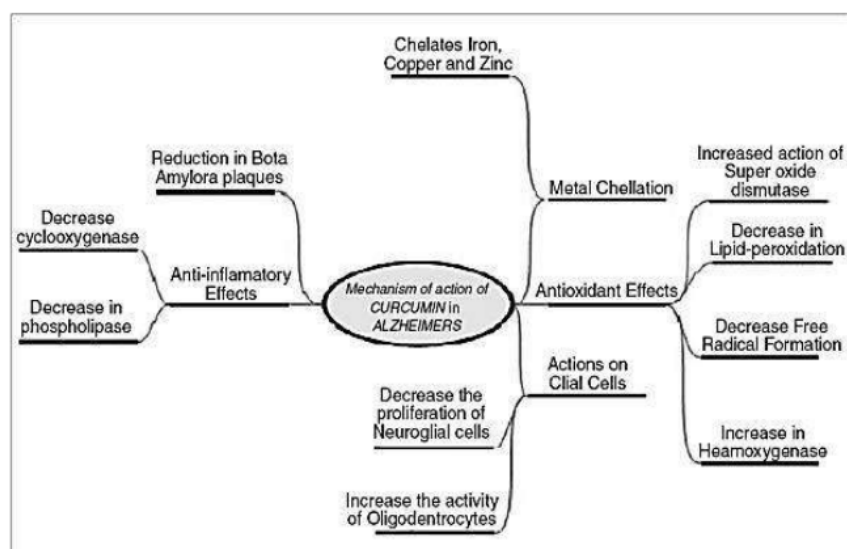 Chelates Iron,
Copper and Zinc
Reduction in Bota
Amylora plaques
Increased action of
Super oxide
dismutase
Metal Chellation
Decrease
cyclooxygenase
Decrease in
Lipid-peroxidation
Anti-inflamatory
Effects
Mechanism of action of
CURCUMIN in
ALZHEIMERS
Antioxidant Effects
Decrease in
phospholipase
Decrease Free
Radical Formation
Actions on
Clial Cells
Decrease the
proliferation of
Neuroglial cells
Increase in
Heamoxygenase
Increase the activity
of Oligodentrocytes